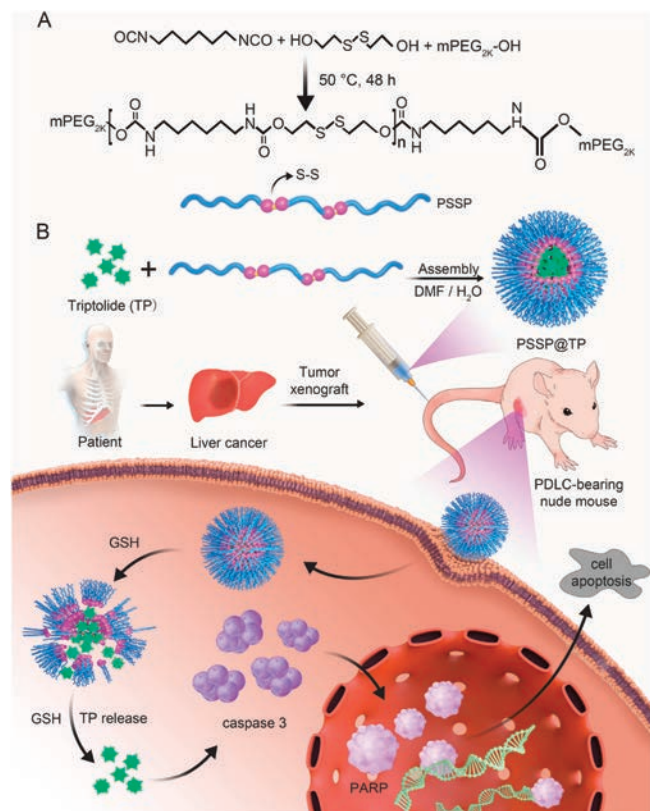 A
OCN NCO + HO S S OH + mPEG2K-OH
50 °C, 48 h
mPEG2K O O N H H N O O S S O O n N H N H O O mPEG2K
S-S
PSSP
B
Triptolide (TP)
+
Assembly
DMF / H2O
PSSP@TP
Patient
Liver cancer
Tumor
xenograft
PDLC-bearing
nude mouse
GSH
cell
apoptosis
GSH
TP release
caspase 3
PARP